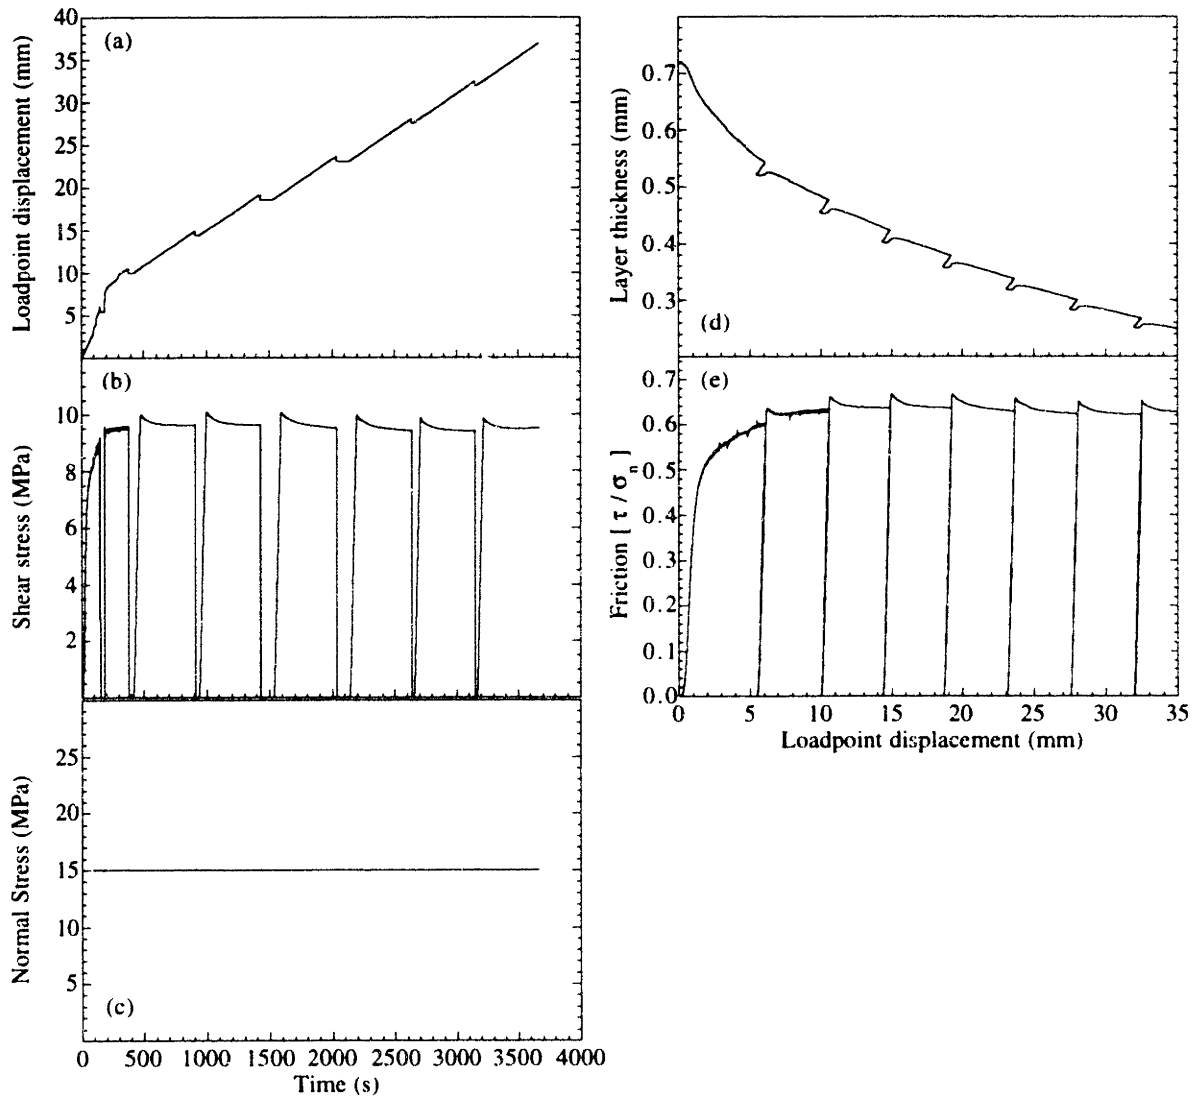 (a)
Loadpoint displacement (mm)
40
35
30
25
20
15
10
5
(b)
Shear stress (MPa)
10
8
6
4
2
(c)
Normal Stress (MPa)
25
20
15
10
5
0 500 1000 1500 2000 2500 3000 3500 4000
Time (s)
(d)
Layer thickness (mm)
0.7
0.6
0.5
0.4
0.3
(e)
Friction [ τ / σn ]
0.7
0.6
0.5
0.4
0.3
0.2
0.1
0.0
0 5 10 15 20 25 30 35
Loadpoint displacement (mm)